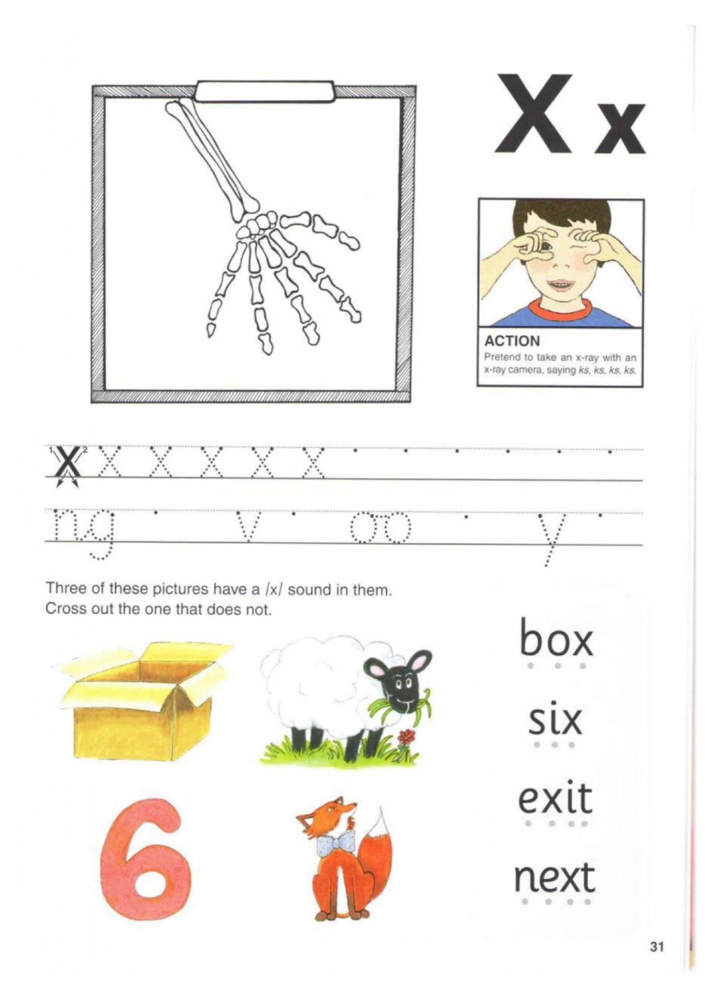 X x
ACTION
Pretend to take an x-ray with an
x-ray camera, saying ks, ks, ks, ks.
1 x 2 x x x x x
ng v oo y
Three of these pictures have a /x/ sound in them.
Cross out the one that does not.
box
six
exit
6
next
31